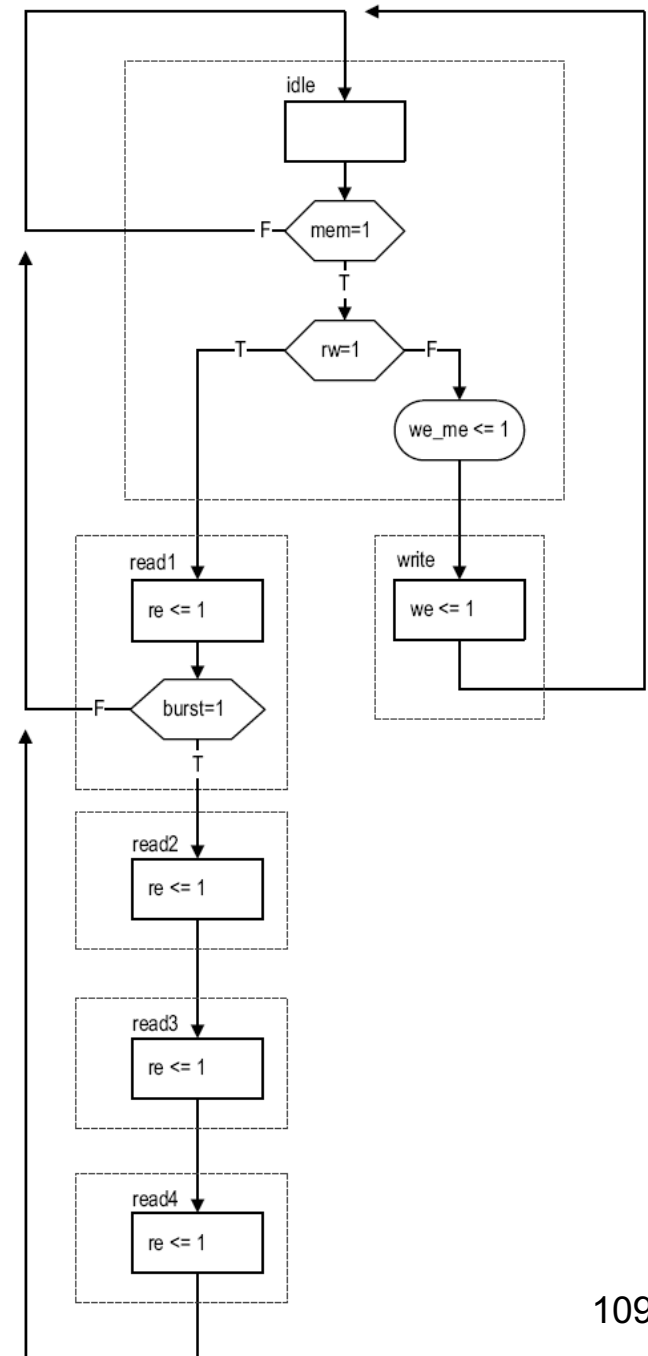 idle
F
mem=1
T
T
rw=1
F
we_me <= 1
read1
write
re <= 1
we <= 1
F
burst=1
T
read2
re <= 1
read3
re <= 1
read4
re <= 1
109